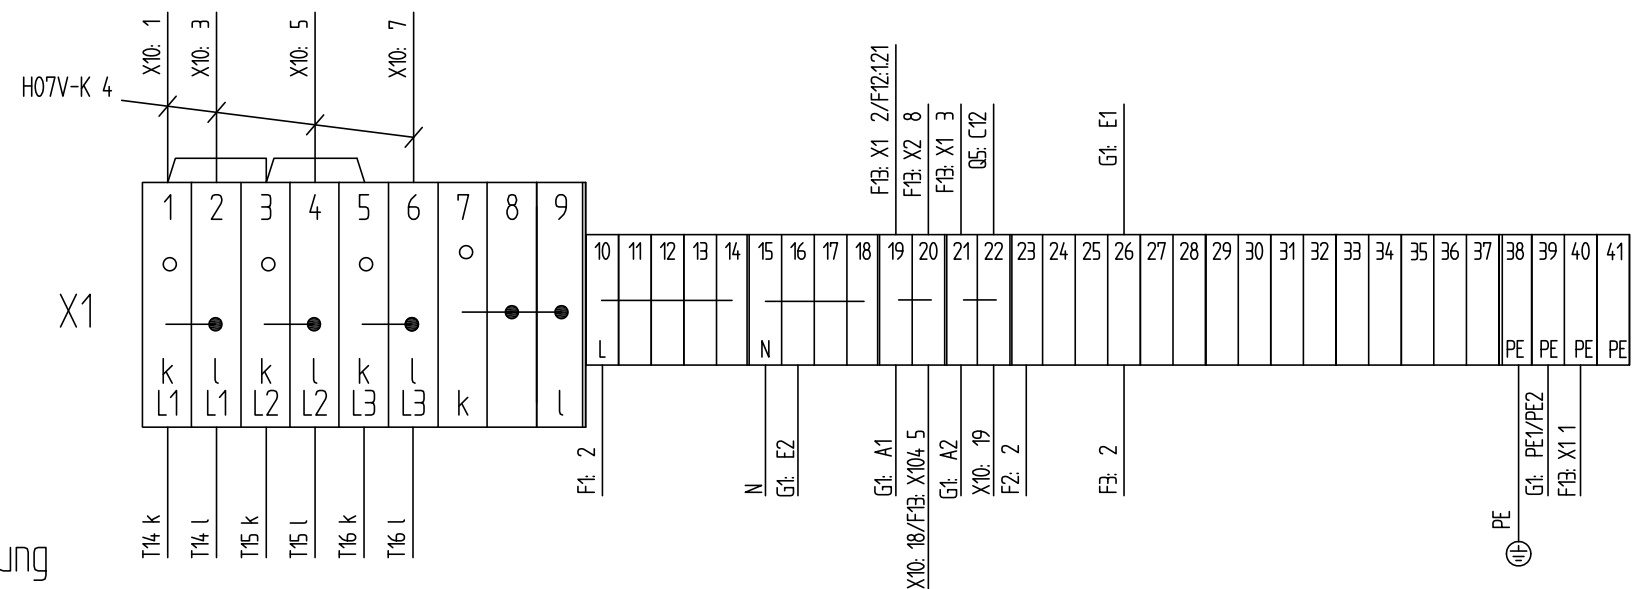 X10: 1
X10: 3
X10: 5
X10: 7
H07V-K 4
F13: X1 2/F12:1.21
F13: X2 8
F13: X1 3
Q5: C12
G1: E1
X1
1 2 3 4 5 6 7 8 9
10 11 12 13 14 15 16 17 18 19 20 21 22 23 24 25 26 27 28 29 30 31 32 33 34 35 36 37 38 39 40 41
L N PE PE PE PE
k l k l k l
L1 L1 L2 L2 L3 L3 k l
F1: 2
N
G1: E2
G1: A1
X10: 18/F13: X104 5
G1: A2
X10: 19
F2: 2
F3: 2
PE
G1: PE1/PE2
F13: X1 1
T14 k
T14 l
T15 k
T15 l
T16 k
T16 l
ung